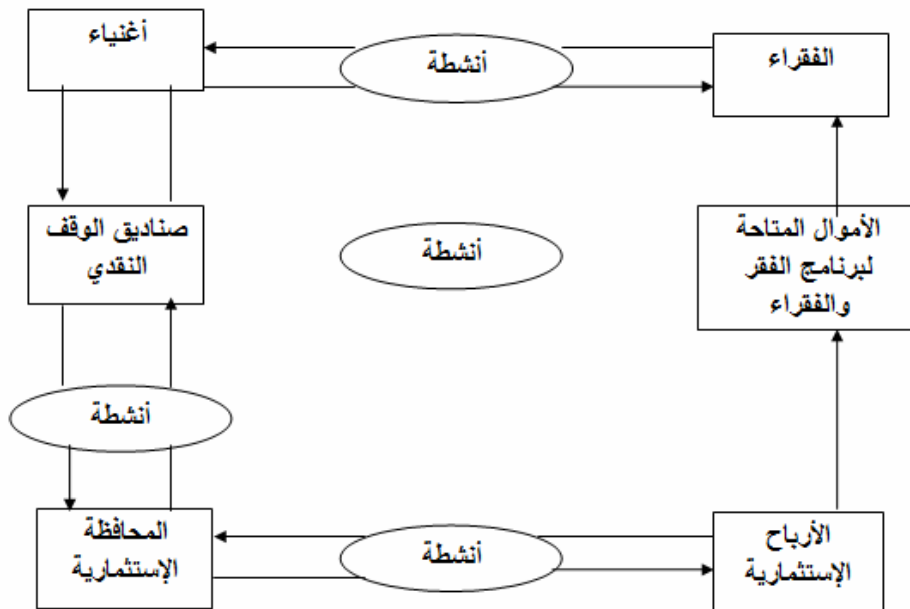 أغنياء
أنشطة
الفقراء
صناديق الوقف
النقدي
أنشطة
الأموال المتاحة
لبرنامج الفقر
والفقراء
أنشطة
المحافظة
الإستثمارية
أنشطة
الأرباح
الإستثمارية